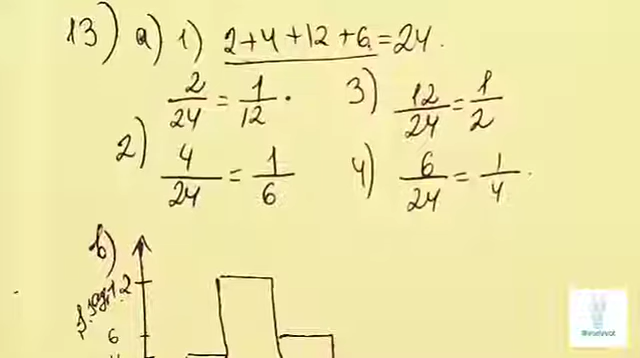 13) a) 1) 2+4+12+6=24.
2/24 = 1/12.
3) 12/24 = 1/2
2) 4/24 = 1/6
4) 6/24 = 1/4.
b)
12
6